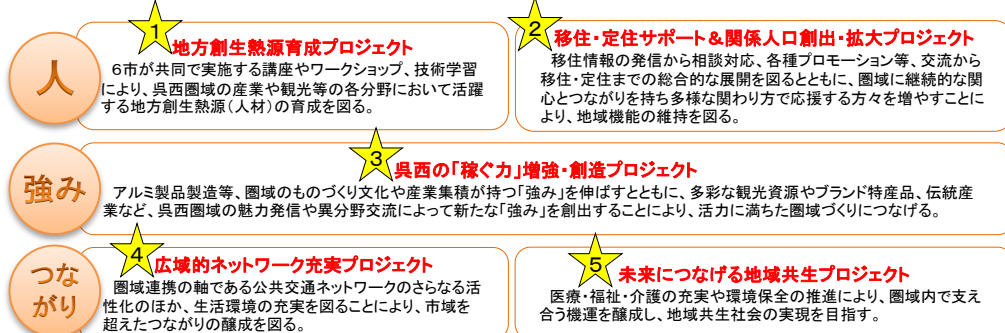 人
1
地方創生熱源育成プロジェクト
6市が共同で実施する講座やワークショップ、技術学習
により、呉西圏域の産業や観光等の各分野において活躍
する地方創生熱源(人材)の育成を図る。
2
移住・定住サポート&関係人口創出・拡大プロジェクト
移住情報の発信から相談対応、各種プロモーション等、交流から
移住・定住までの総合的な展開を図るとともに、圏域に継続的な関
心とつながりを持ち多様な関わり方で応援する方々を増やすことに
より、地域機能の維持を図る。
強み
3
呉西の「稼ぐ力」増強・創造プロジェクト
アルミ製品製造等、圏域のものづくり文化や産業集積が持つ「強み」を伸ばすとともに、多彩な観光資源やブランド特産品、伝統産
業など、呉西圏域の魅力発信や異分野交流によって新たな「強み」を創出することにより、活力に満ちた圏域づくりにつなげる。
つな
がり
4
広域的ネットワーク充実プロジェクト
圏域連携の軸である公共交通ネットワークのさらなる活
性化のほか、生活環境の充実を図ることにより、市域を
超えたつながりの醸成を図る。
5
未来につなげる地域共生プロジェクト
医療・福祉・介護の充実や環境保全の推進により、圏域内で支え
合う機運を醸成し、地域共生社会の実現を目指す。